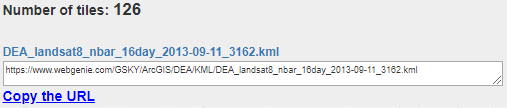 Number of tiles: 126
DEA_landsat8_nbar_16day_2013-09-11_3162.kml
https://www.webgenie.com/GSKY/ArcGIS/DEA/KML/DEA_landsat8_nbar_16day_2013-09-11_3162.kml
Copy the URL